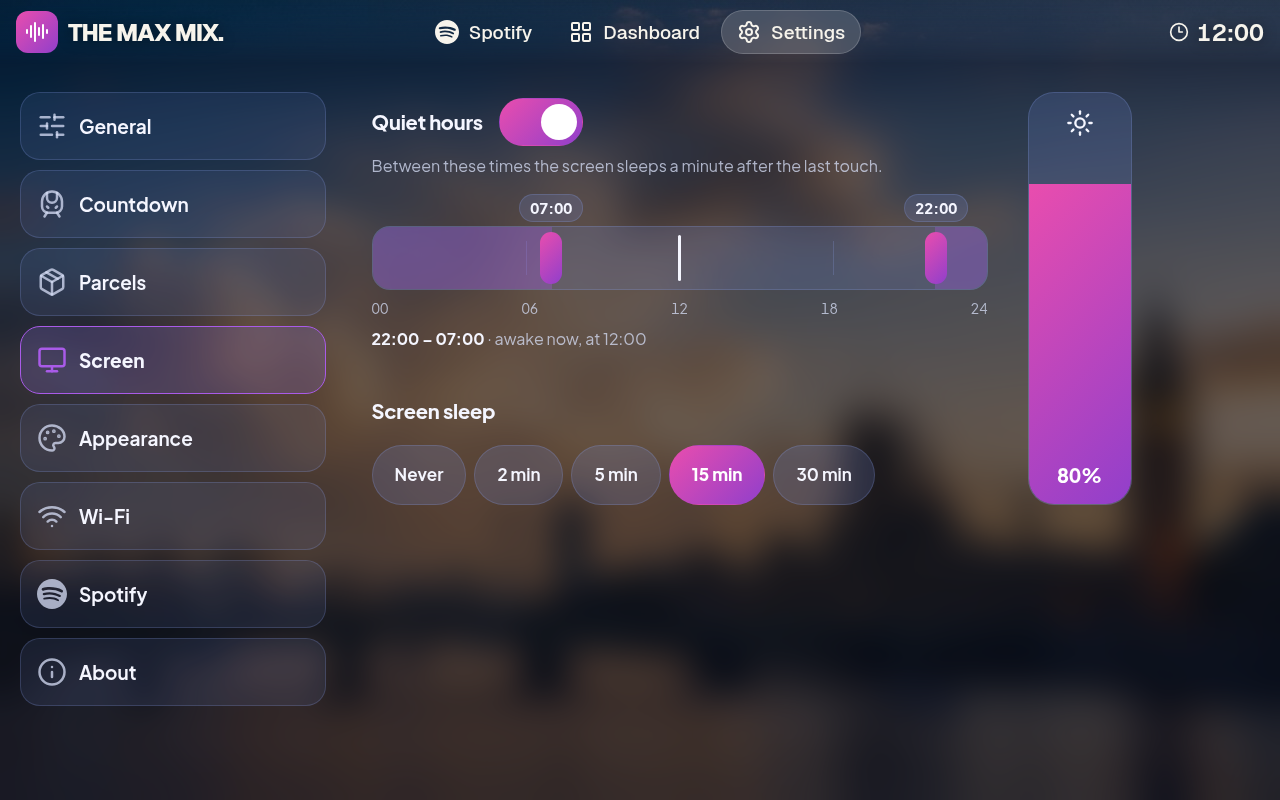 THE MAX MIX.
Spotify
Dashboard
Settings
12:00
General
Countdown
Parcels
Screen
Appearance
Wi-Fi
Spotify
About
Quiet hours
Between these times the screen sleeps a minute after the last touch.
07:00
22:00
00
06
12
18
24
22:00 – 07:00 · awake now, at 12:00
Screen sleep
Never
2 min
5 min
15 min
30 min
80%